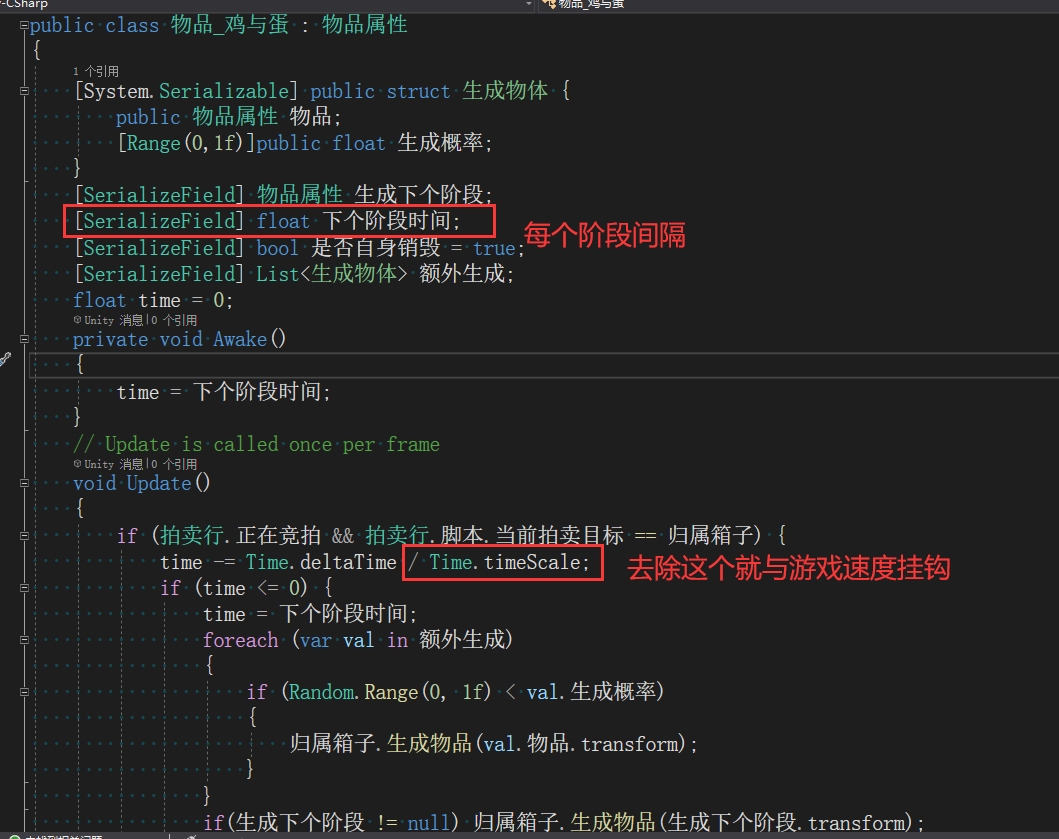 -CSharp 物品_鸡与蛋
public class 物品_鸡与蛋 : 物品属性
{
1 个引用
[System.Serializable] public struct 生成物体 {
public 物品属性 物品;
[Range(0,1f)]public float 生成概率;
}
[SerializeField] 物品属性 生成下个阶段;
[SerializeField] float 下个阶段时间; 每个阶段间隔
[SerializeField] bool 是否自身销毁 = true;
[SerializeField] List<生成物体> 额外生成;
float time = 0;
Unity 消息|0 个引用
private void Awake()
{
time = 下个阶段时间;
}
// Update is called once per frame
Unity 消息|0 个引用
void Update()
{
if (拍卖行.正在竞拍 && 拍卖行.脚本.当前拍卖目标 == 归属箱子) {
time -= Time.deltaTime / Time.timeScale; 去除这个就与游戏速度挂钩
if (time <= 0) {
time = 下个阶段时间;
foreach (var val in 额外生成)
{
if (Random.Range(0, 1f) < val.生成概率)
{
归属箱子.生成物品(val.物品.transform);
}
}
if(生成下个阶段 != null) 归属箱子.生成物品(生成下个阶段.transform);